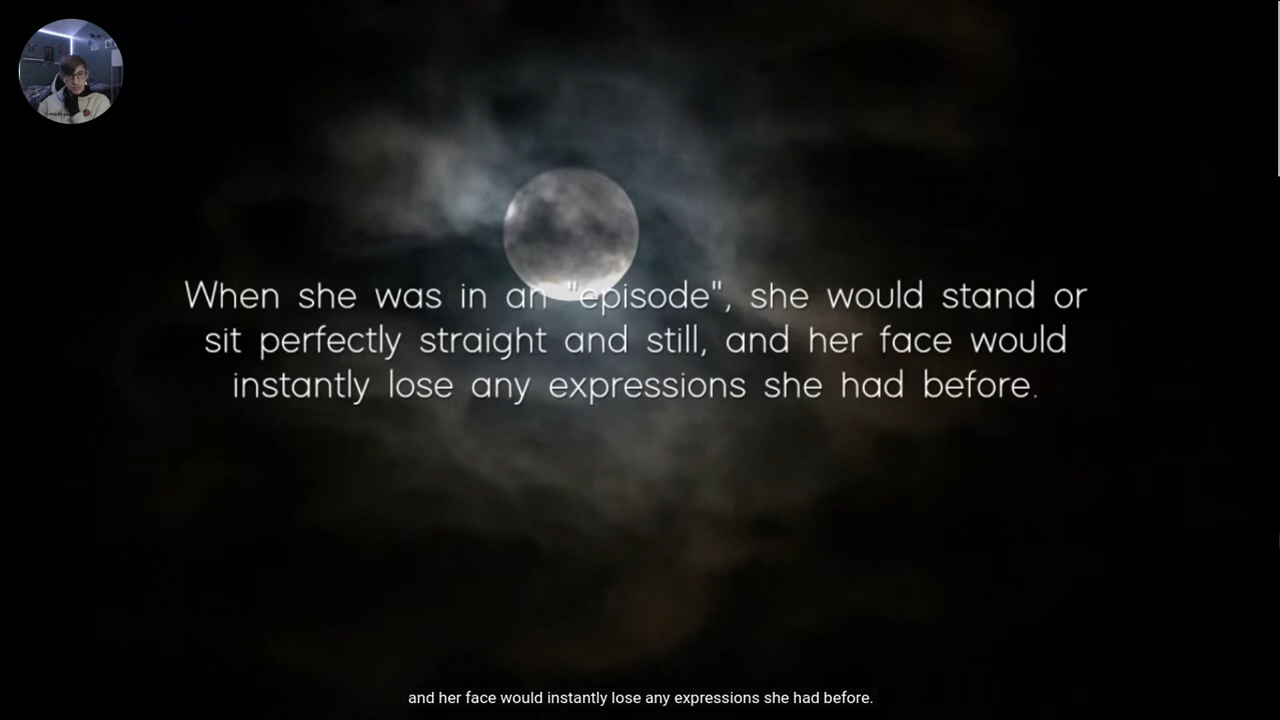 When she was in an "episode", she would stand or
sit perfectly straight and still, and her face would
instantly lose any expressions she had before.
and her face would instantly lose any expressions she had before.